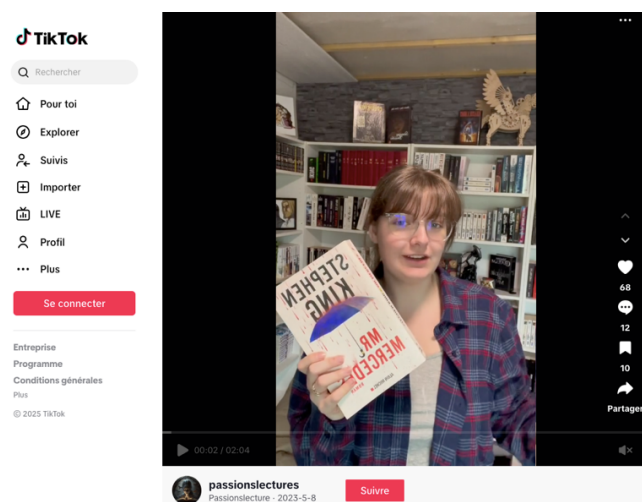 TikTok
Rechercher
Pour toi
Explorer
Suivis
Importer
LIVE
Profil
Plus
Se connecter
Entreprise
Programme
Conditions générales
Plus
© 2025 TikTok
STEPHEN
KING
MR.
MERCEDES
68
12
10
Partager
00:02 / 02:04
passionslectures
Passionslecture · 2023-5-8
Suivre